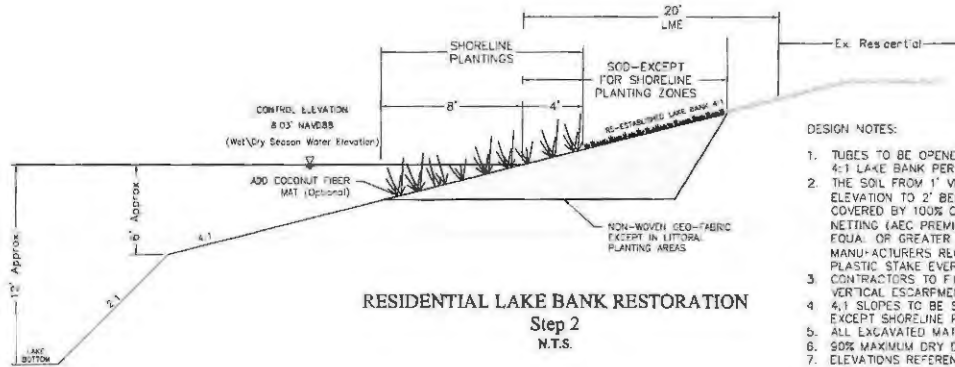 20'
LME
Ex. Residential
SHORELINE
PLANTINGS
SOD-EXCEPT
FOR SHORELINE
PLANTING ZONES
8'
4'
CONTROL ELEVATION
8.03' NAVD88
(Wet\Dry Season Water Elevation)
RE-ESTABLISHED LAKE BANK 4:1
ADD COCONUT FIBER
MAT (Optional)
NON-WOVEN GEO-FABRIC
EXCEPT IN LITTORAL
PLANTING AREAS
12' Approx
6' Approx
4:1
2:1
LAKE
BOTTOM
RESIDENTIAL LAKE BANK RESTORATION
Step 2
N.T.S.
DESIGN NOTES:
1. TUBES TO BE OPENE
4:1 LAKE BANK PER
2. THE SOIL FROM 1' V
ELEVATION TO 2' BE
COVERED BY 100% C
NETTING (AEC PREMI
EQUAL OR GREATER
MANUFACTURERS RE
PLASTIC STAKE EVER
3 CONTRACTORS TO F
VERTICAL ESCARPME
4 4:1 SLOPES TO BE S
EXCEPT SHORELINE P
5. ALL EXCAVATED MAT
6. 90% MAXIMUM DRY D
7. ELEVATIONS REFEREN